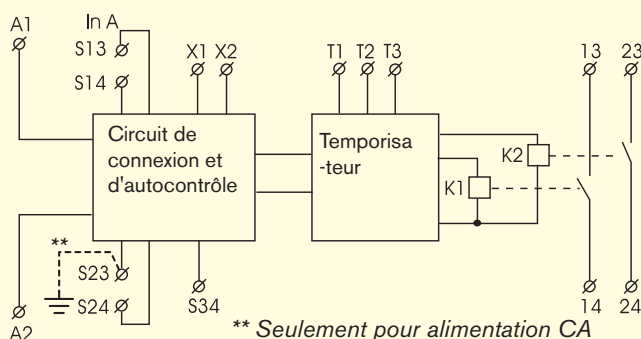 In A
A1
S13
S14
X1 X2
T1 T2 T3
13 23
Circuit de
connexion et
d'autocontrôle
Temporisa
-teur
K2
K1
**
S23
S24
S34
A2
14 24
** Seulement pour alimentation CA